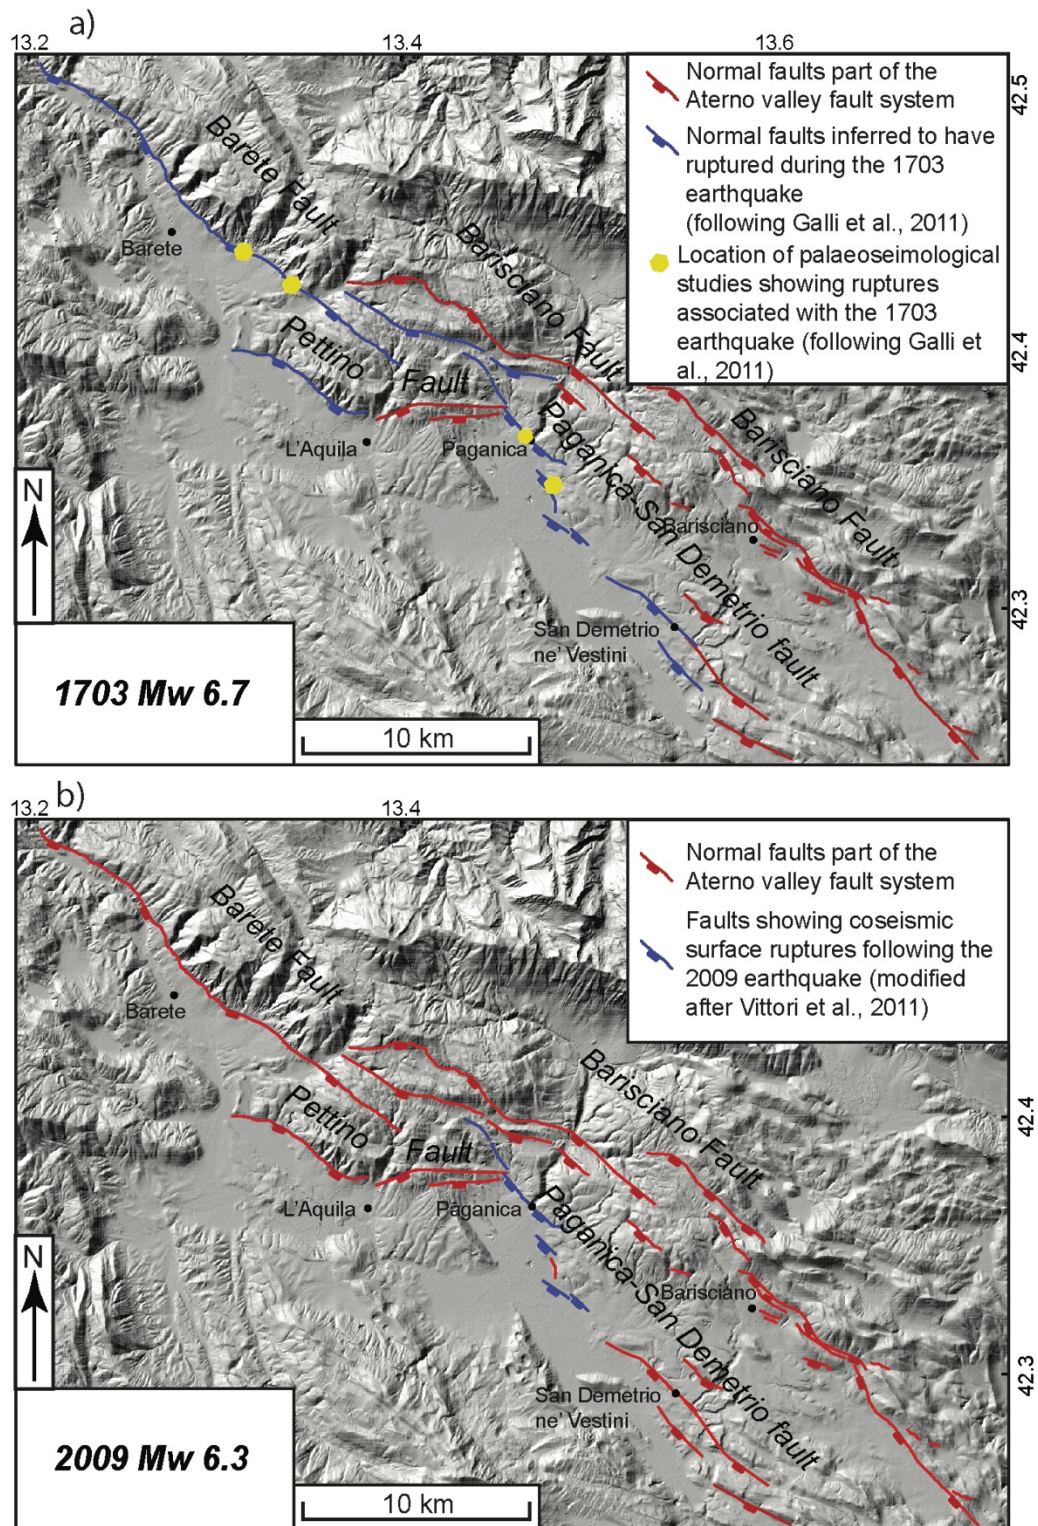 a)
13.2
13.4
13.6
42.5
42.4
42.3
Normal faults part of the
Aterno valley fault system
Normal faults inferred to have
ruptured during the 1703
earthquake
(following Galli et al., 2011)
Location of palaeoseimological
studies showing ruptures
associated with the 1703
earthquake (following Galli et
al., 2011)
Barete Fault
Barisciano Fault
Barete
Pettino
Fault
Barisciano Fault
L'Aquila
Paganica
Paganica-San Demetrio fault
Barisciano
San Demetrio
ne' Vestini
N
1703 Mw 6.7
10 km
b)
13.2
13.4
42.4
42.3
Normal faults part of the
Aterno valley fault system
Faults showing coseismic
surface ruptures following the
2009 earthquake (modified
after Vittori et al., 2011)
Barete Fault
Barete
Barisciano Fault
Pettino
Fault
L'Aquila
Paganica
Paganica-San Demetrio fault
Barisciano
San Demetrio
ne' Vestini
N
2009 Mw 6.3
10 km